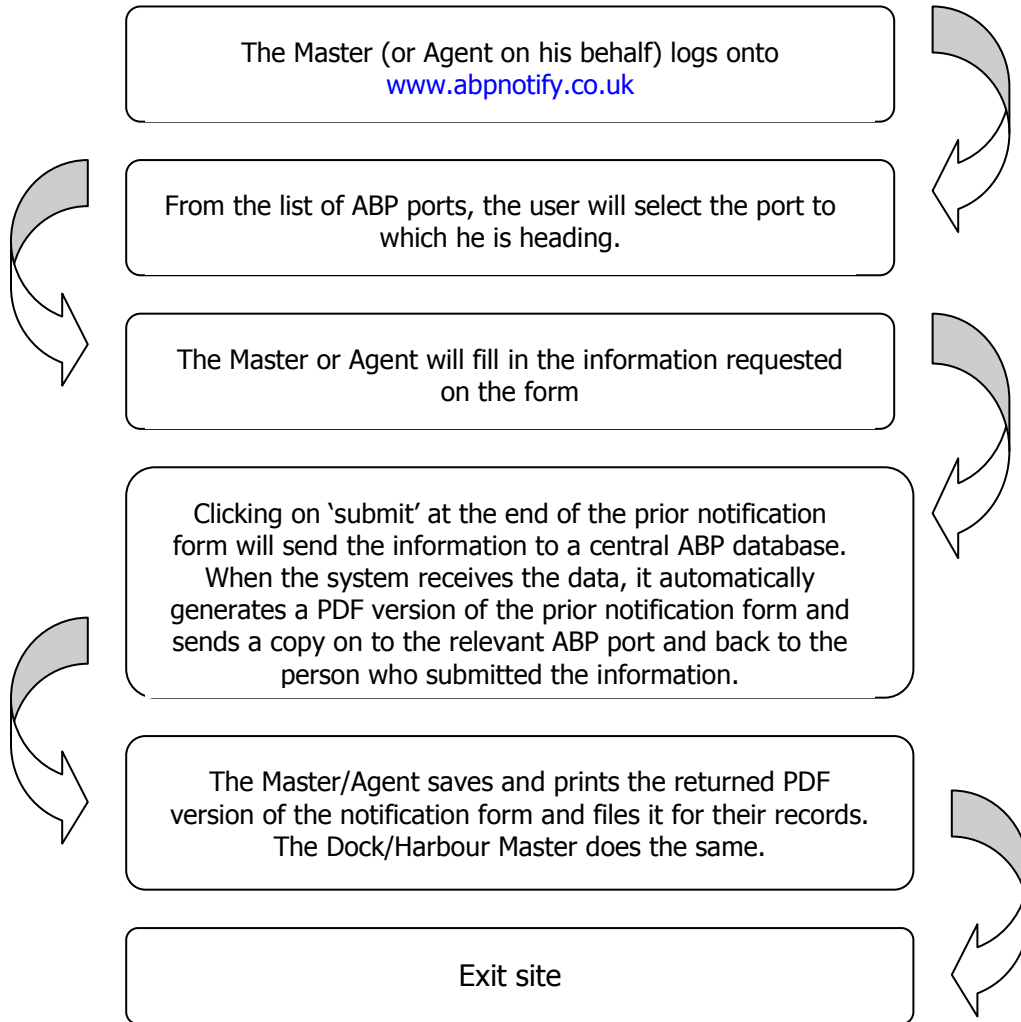 The Master (or Agent on his behalf) logs onto
www.abpnotify.co.uk
From the list of ABP ports, the user will select the port to
which he is heading.
The Master or Agent will fill in the information requested
on the form
Clicking on ‘submit’ at the end of the prior notification
form will send the information to a central ABP database.
When the system receives the data, it automatically
generates a PDF version of the prior notification form and
sends a copy on to the relevant ABP port and back to the
person who submitted the information.
The Master/Agent saves and prints the returned PDF
version of the notification form and files it for their records.
The Dock/Harbour Master does the same.
Exit site